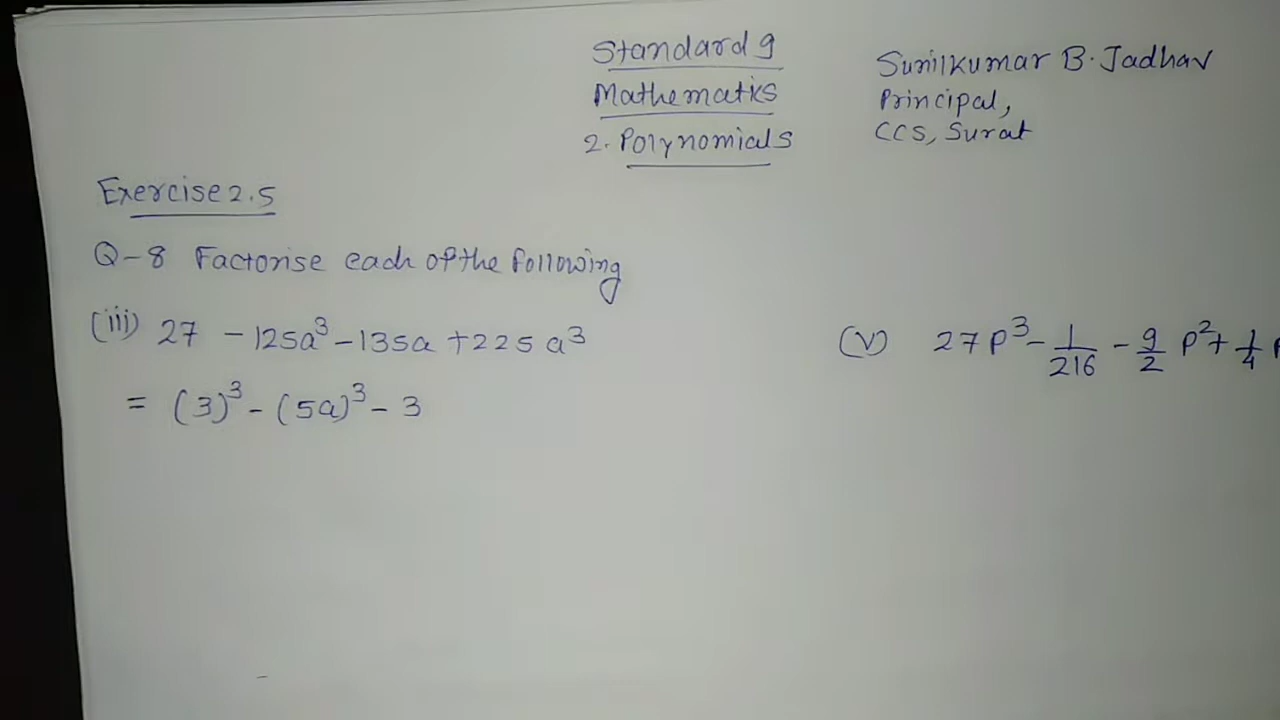 Standard 9
Mathematics
2. Polynomials
Sunilkumar B. Jadhav
Principal,
CCS, Surat
Exercise 2.5
Q-8 Factorise each of the following
(iii) 27 - 125a³ - 135a + 225a³
= (3)³ - (5a)³ - 3
(v) 27p³ - 1/216 - 9/2 p² + 1/4 p